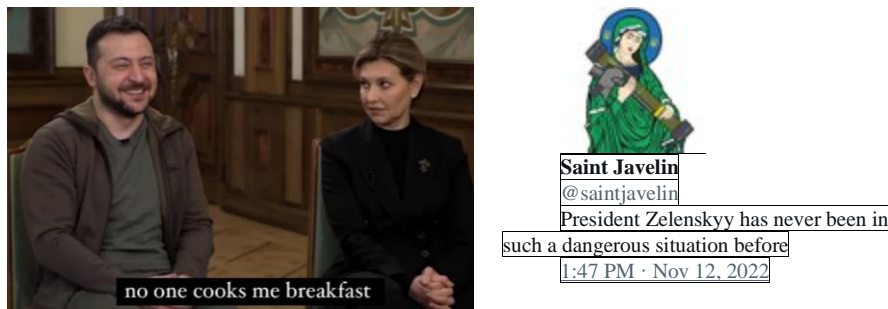 no one cooks me breakfast
Saint Javelin
@saintjavelin
President Zelenskyy has never been in
such a dangerous situation before
1:47 PM · Nov 12, 2022